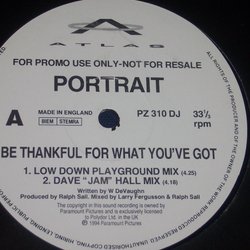 ATLAS
FOR PROMO USE ONLY-NOT FOR RESALE
PORTRAIT
MADE IN ENGLAND
PZ 310 DJ
33⅓
rpm
A
BIEM
STEMRA
BE THANKFUL FOR WHAT YOU'VE GOT
1. LOW DOWN PLAYGROUND MIX (4.25)
2. DAVE "JAM" HALL MIX (4.18)
Written by W DeVaughn
Produced by Ralph Sall. Mixed by Larry Fergusson & Ralph Sall
The copyright in this sound recording is owned by
Paramount Pictures and is exclusively licensed
to Polydor Ltd. in the UK
℗ 1994 Paramount Pictures